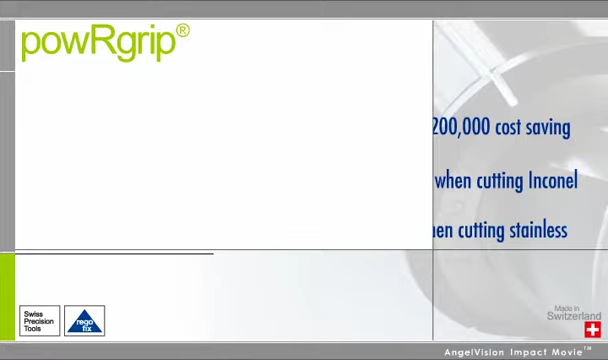 powRgrip®
200,000 cost saving
when cutting Inconel
en cutting stainless
Swiss
Precision
Tools
rego
fix
Made in
Switzerland
AngelVision Impact Movie™